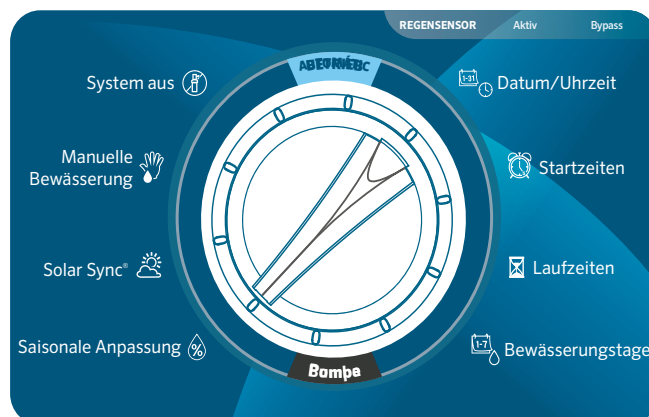 REGENSENSOR Aktiv Bypass
System aus
Datum/Uhrzeit
1-31
Manuelle
Bewässerung
Startzeiten
Solar Sync®
Laufzeiten
Saisonale Anpassung %
1-7
Bewässerungstage
Bomba